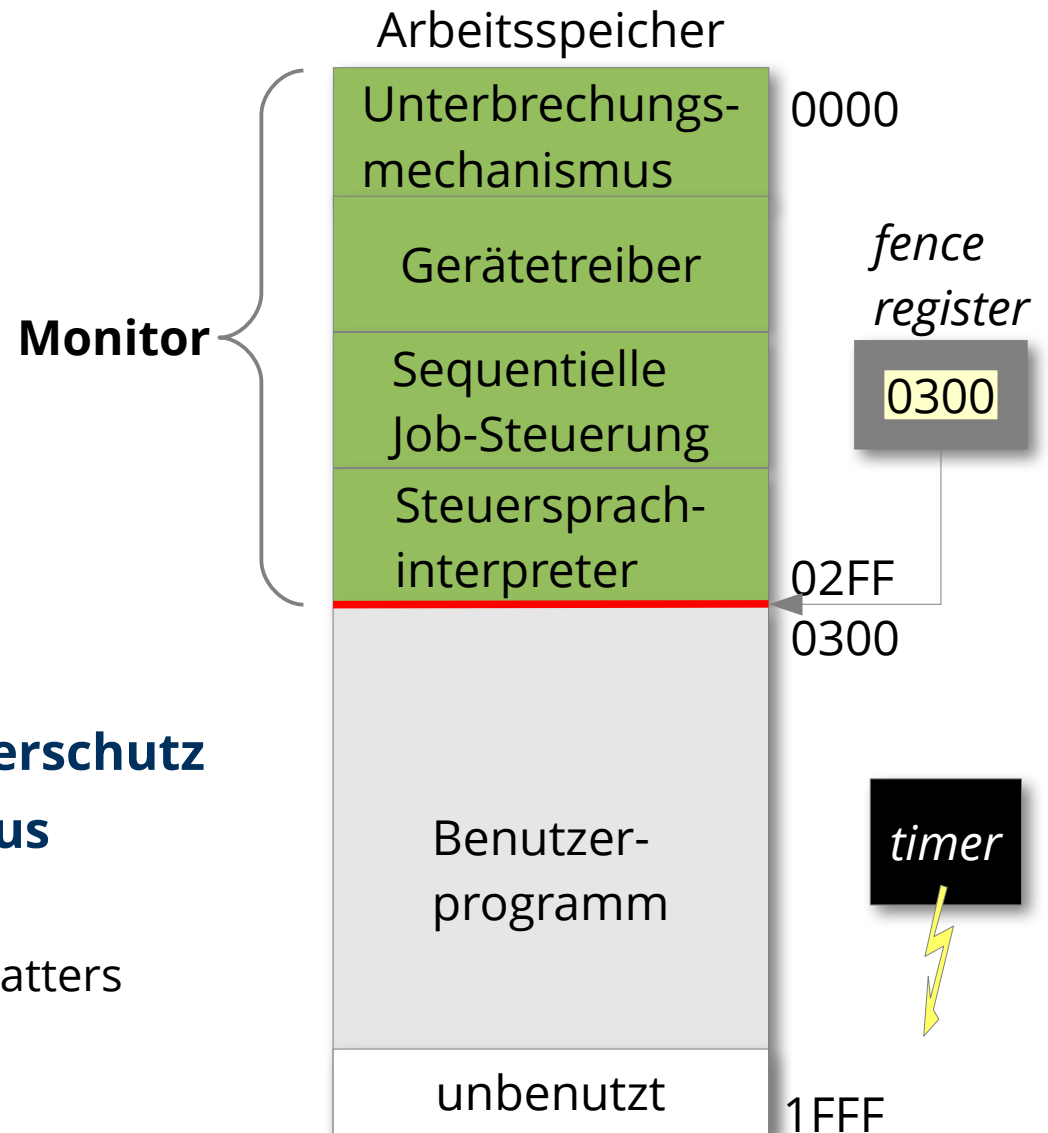 Arbeitsspeicher
Unterbrechungs-
mechanismus
0000
Gerätetreiber
fence
register
0300
Monitor
Sequentielle
Job-Steuerung
Steuersprach-
interpreter
02FF
0300
erschutz
us
Benutzer-
programm
timer
atters
unbenutzt
1FFF